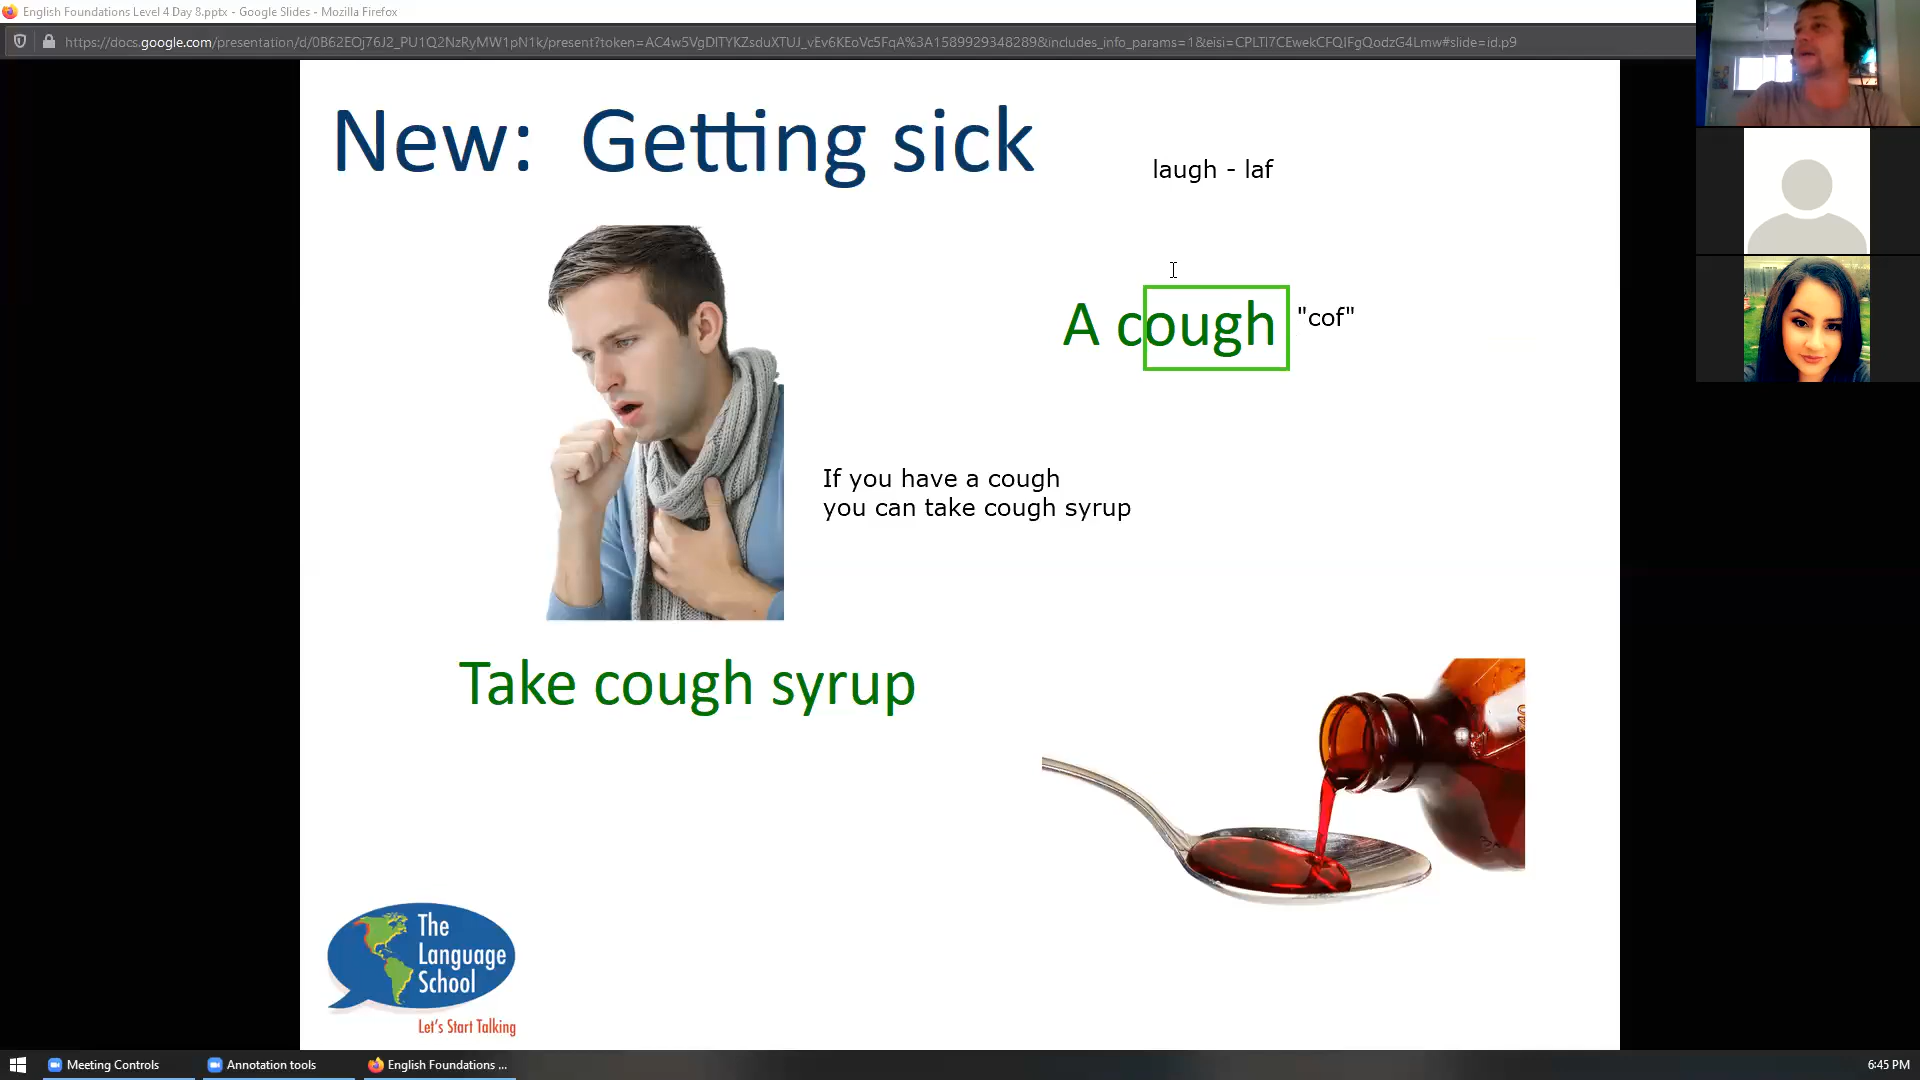 English Foundations Level 4 Day 8.pptx - Google Slides - Mozilla Firefox
https://docs.google.com/presentation/d/0B62EOj76J2_PU1Q2NzRyMW1pN1k/present?token=AC4w5VgDlTYKZsduXTUJ_vEv6KEoVc5FqA%3A1589929348289&includes_info_params=1&eisi=CPLTl7CEwekCFQIFgQodzG4Lmw#slide=id.p9
New: Getting sick
laugh - laf
A cough "cof"
If you have a cough
you can take cough syrup
Take cough syrup
The
Language
School
Let's Start Talking
Meeting Controls
Annotation tools
English Foundations ...
6:45 PM